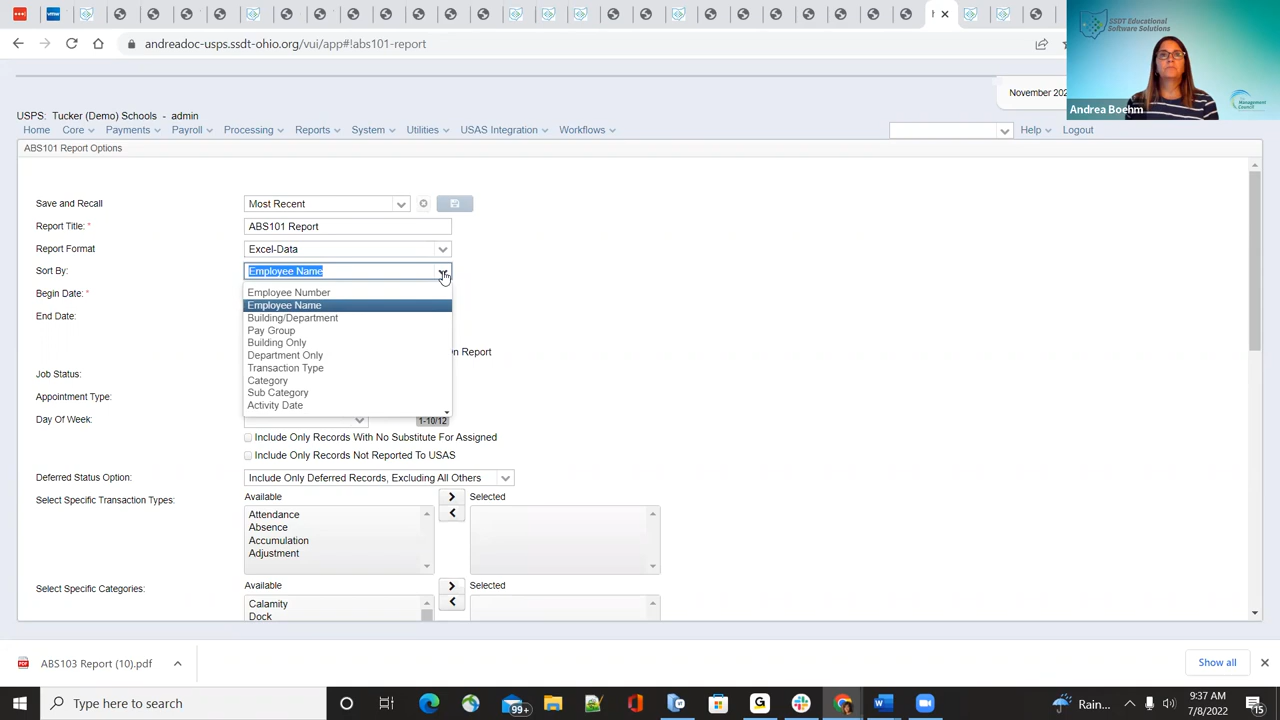 andreadoc-usps.ssdt-ohio.org/vui/app#!abs101-report
SSDT Educational
Software Solutions
Andrea Boehm
Management
Council
November 202
USPS: Tucker (Demo) Schools - admin
Home Core Payments Payroll Processing Reports System Utilities USAS Integration Workflows Help Logout
ABS101 Report Options
Save and Recall Most Recent
Report Title: * ABS101 Report
Report Format Excel-Data
Sort By: Employee Name
Begin Date: *
Employee Number
Employee Name
End Date:
Building/Department
Pay Group
Building Only
On Report
Department Only
Job Status:
Transaction Type
Category
Appointment Type:
Sub Category
Activity Date
Day Of Week:
1-10/12
Include Only Records With No Substitute For Assigned
Include Only Records Not Reported To USAS
Deferred Status Option: Include Only Deferred Records, Excluding All Others
Select Specific Transaction Types: Available > Selected
<
Attendance
Absence
Accumulation
Adjustment
Select Specific Categories: Available > Selected
<
Calamity
Dock
ABS103 Report (10).pdf
Show all
Type here to search
99+
Rain...
9:37 AM
7/8/2022
15